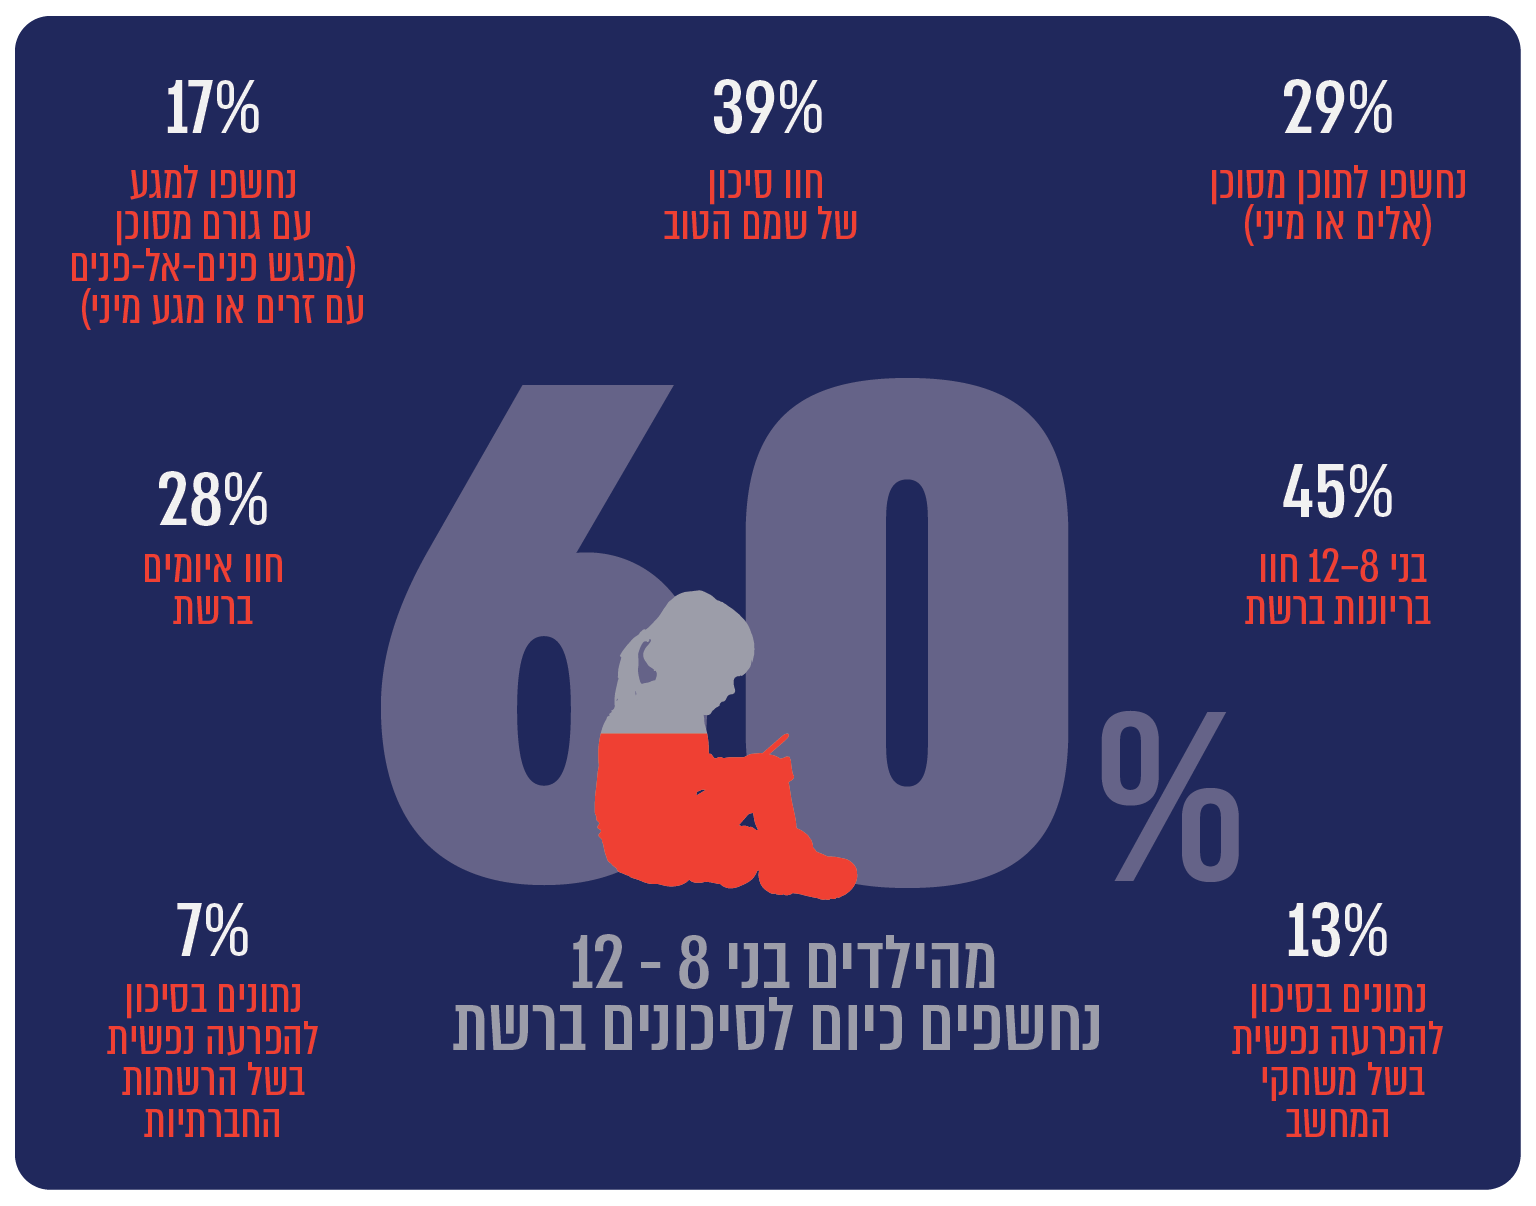 29%
נחשפו לתוכן מסוכן
(אלים או מיני)
39%
חוו סיכון
של שמם הטוב
17%
נחשפו למגע
עם גורם מסוכן
(מפגש פנים-אל-פנים
עם זרים או מגע מיני)
45%
בני 8–12 חוו
בריונות ברשת
60%
28%
חוו איומים
ברשת
מהילדים בני 8 - 12
נחשפים כיום לסיכונים ברשת
13%
נתונים בסיכון
להפרעה נפשית
בשל משחקי
המחשב
7%
נתונים בסיכון
להפרעה נפשית
בשל הרשתות
החברתיות